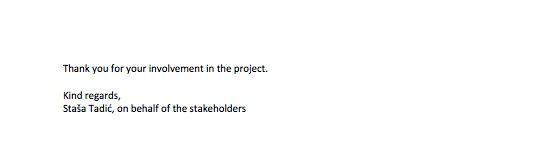 Thank you for your involvement in the project.
Kind regards,
Staša Tadić, on behalf of the stakeholders